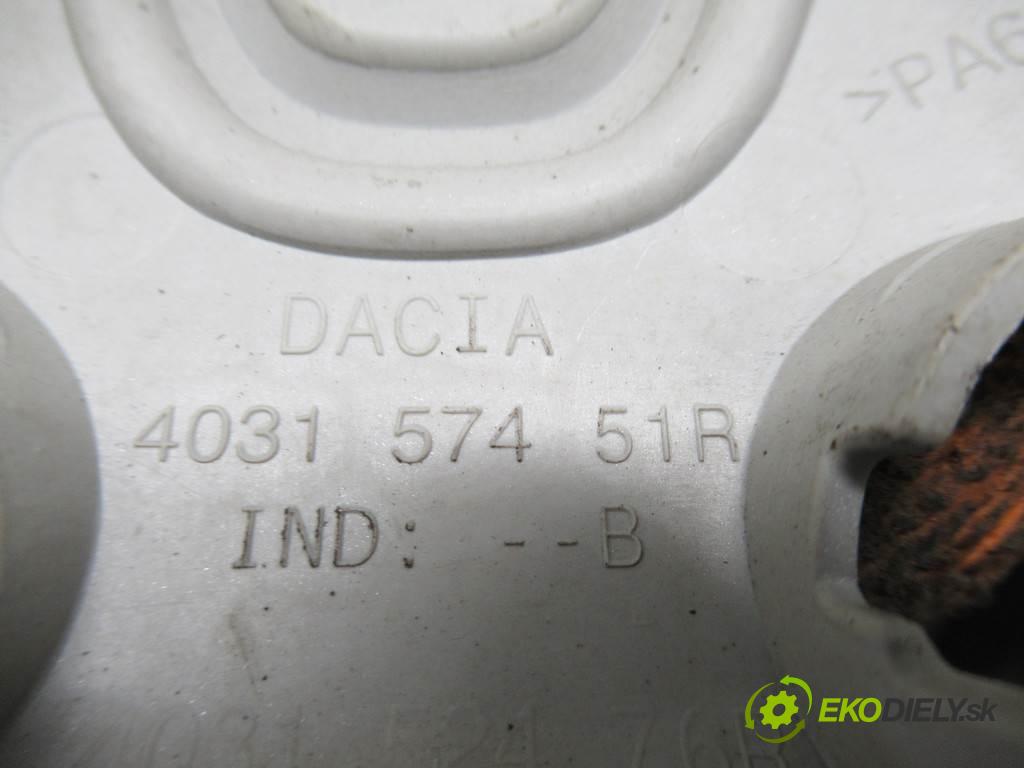 >PA6
DACIA
4031 574 51R
IND: --B
EKODIELY.sk